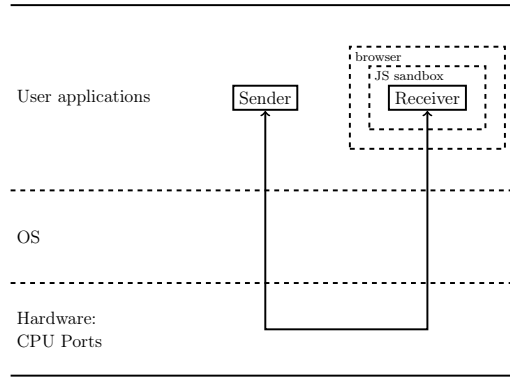 browser
JS sandbox
User applications
Sender
Receiver
OS
Hardware:
CPU Ports